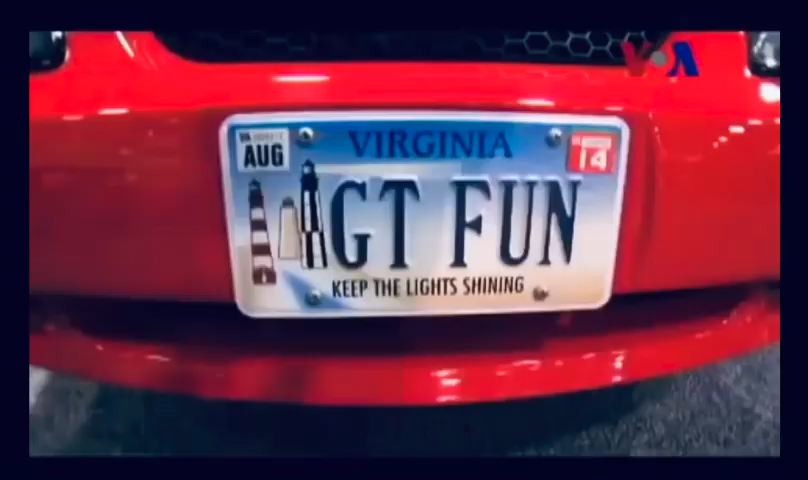 VOA
VIRGINIA
AUG
14
GT FUN
KEEP THE LIGHTS SHINING